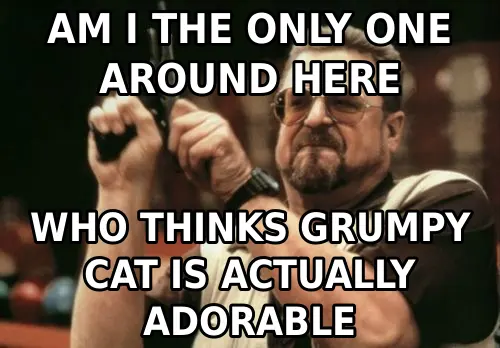 AM I THE ONLY ONE
AROUND HERE
WHO THINKS GRUMPY
CAT IS ACTUALLY
ADORABLE